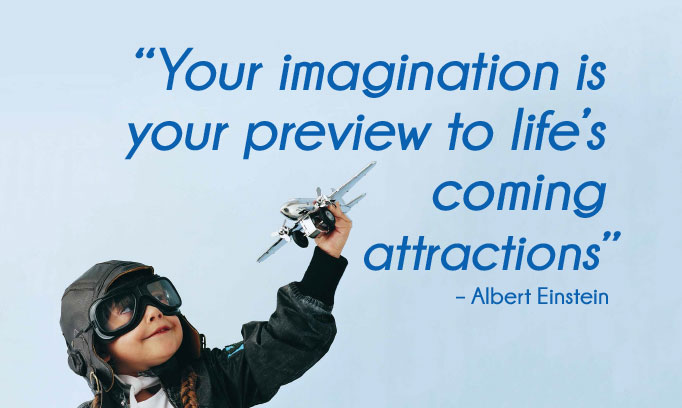 “Your imagination is
your preview to life’s
coming
attractions”
– Albert Einstein